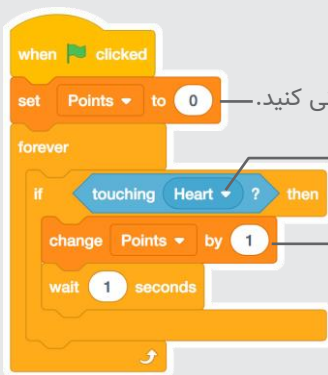 when clicked
set Points to 0
ی کنید.
forever
if touching Heart ? then
change Points by 1
wait 1 seconds